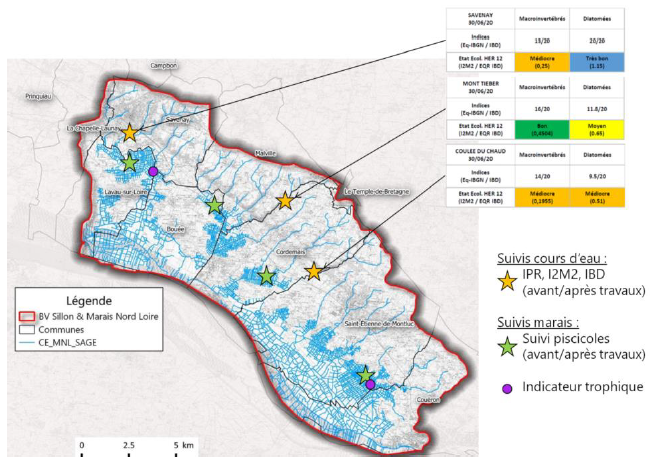 SAVENAY Macroinvertébrés Diatomées
30/06/20
Indices 13/20 20/20
(Eq-IBGN / IBD)
Etat Ecol. HER 12 Médiocre Très bon
(I2M2 / EQR IBD) (0,25) (1.15)
MONT TIEBER Macroinvertébrés Diatomées
30/06/20
Indices 16/20 11.8/20
(Eq-IBGN / IBD)
Etat Ecol. HER 12 Bon Moyen
(I2M2 / EQR IBD) (0.65)
COULEE DU CHAUD Macroinvertébrés Diatomées
30/06/20
Indices 14/20 9.5/20
(Eq-IBGN / IBD)
Etat Ecol. HER 12 Médiocre Médiocre
(I2M2 / EQR IBD) (0,1955) (0.51)
Campbon
Prinquiau
Savenay
La Chapelle-Launay
Malville
Lavau-sur-Loire
Le Temple-de-Bretagne
Bouée
Cordemais
Saint-Étienne-de-Montluc
Couëron
Légende
BV Sillon & Marais Nord Loire
Communes
CE_MNL_SAGE
0 2.5 5 km
Suivis cours d'eau :
IPR, I2M2, IBD
(avant/après travaux)
Suivis marais :
Suivi piscicoles
(avant/après travaux)
Indicateur trophique